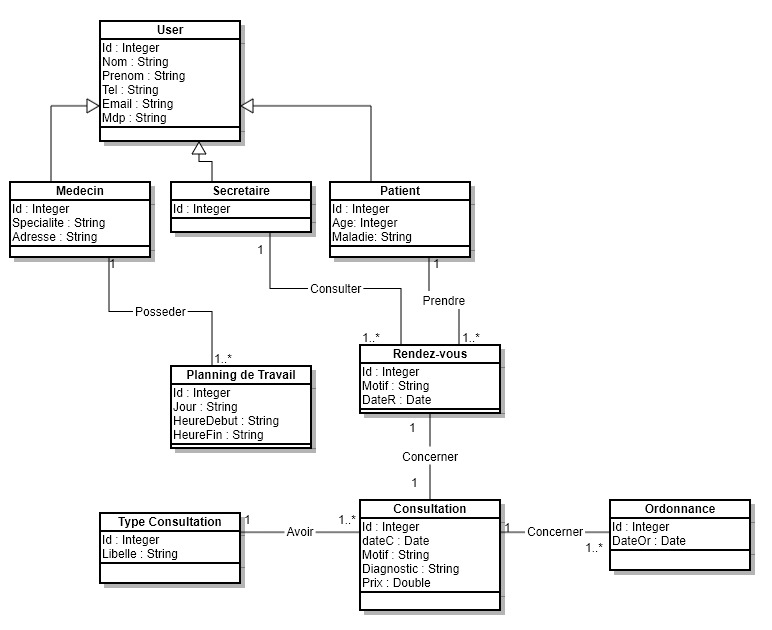 User
Id : Integer
Nom : String
Prenom : String
Tel : String
Email : String
Mdp : String
Medecin
Id : Integer
Specialite : String
Adresse : String
Secretaire
Id : Integer
Patient
Id : Integer
Age: Integer
Maladie: String
1
1
1
Consulter
Prendre
Posseder
1..*
1..*
1..*
Planning de Travail
Id : Integer
Jour : String
HeureDebut : String
HeureFin : String
Rendez-vous
Id : Integer
Motif : String
DateR : Date
1
Concerner
1
Type Consultation
Id : Integer
Libelle : String
1
Avoir
1..*
Consultation
Id : Integer
dateC : Date
Motif : String
Diagnostic : String
Prix : Double
1
Concerner
1..*
Ordonnance
Id : Integer
DateOr : Date